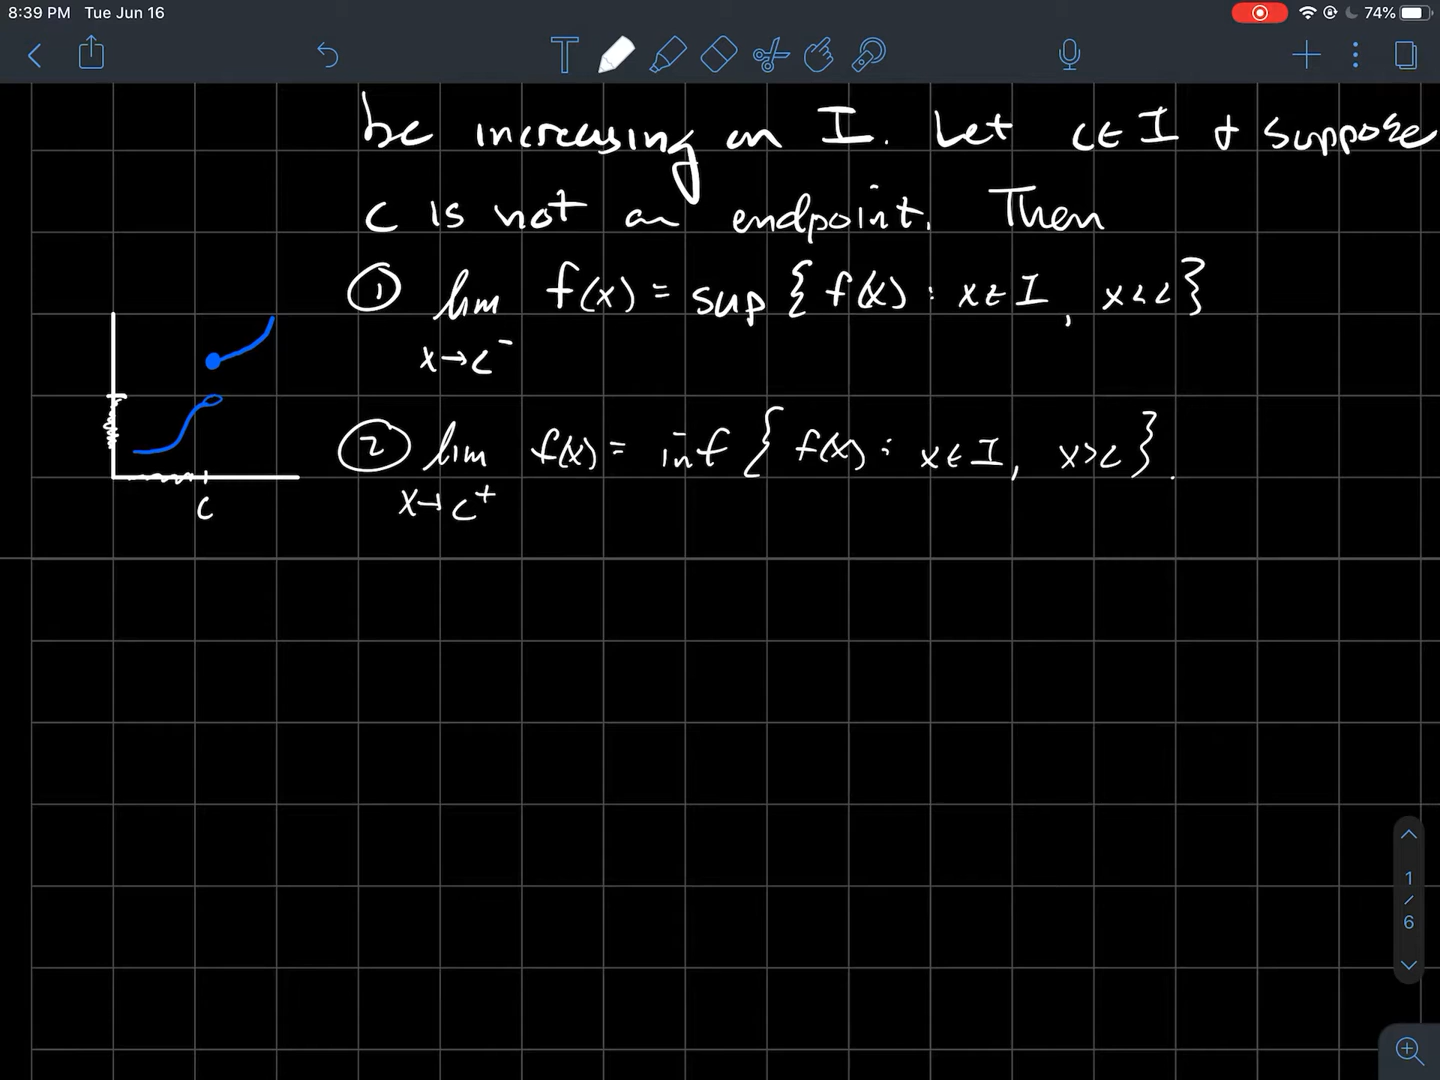 8:39 PM Tue Jun 16 74%
be increasing on I. Let c∈I & suppose
c is not an endpoint. Then
① lim f(x) = sup { f(x) : x∈I, x<c}
x→c⁻
② lim f(x) = inf { f(x) : x∈I, x>c}.
x→c⁺
c
1
/
6